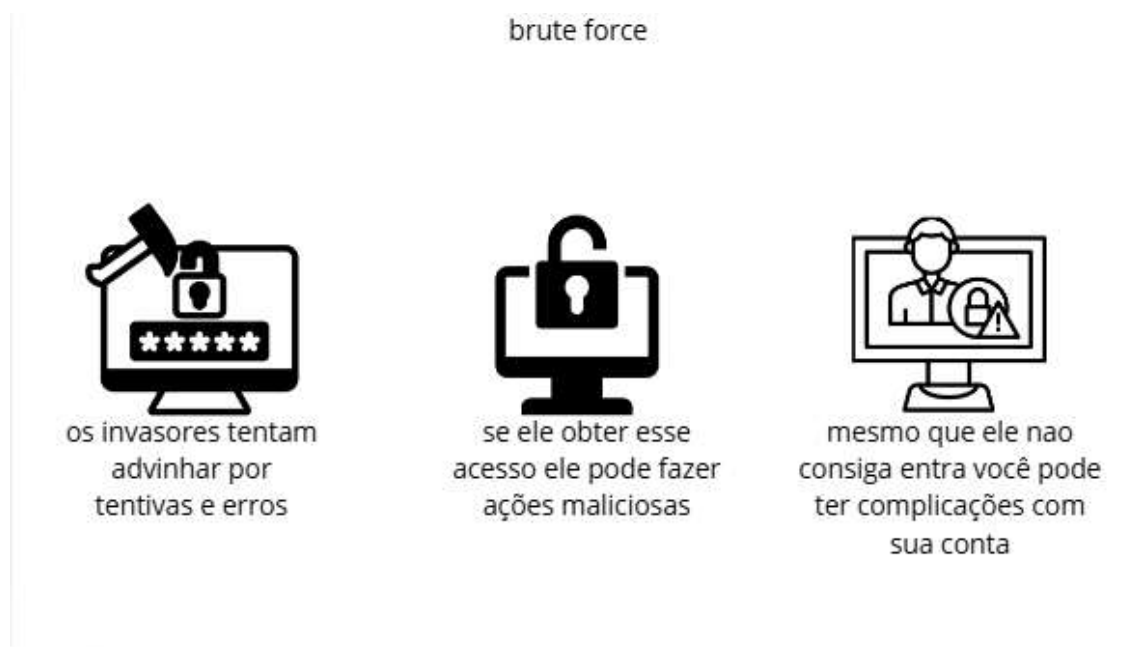 brute force
*****
os invasores tentam
advinhar por
tentivas e erros
se ele obter esse
acesso ele pode fazer
ações maliciosas
mesmo que ele nao
consiga entra você pode
ter complicações com
sua conta